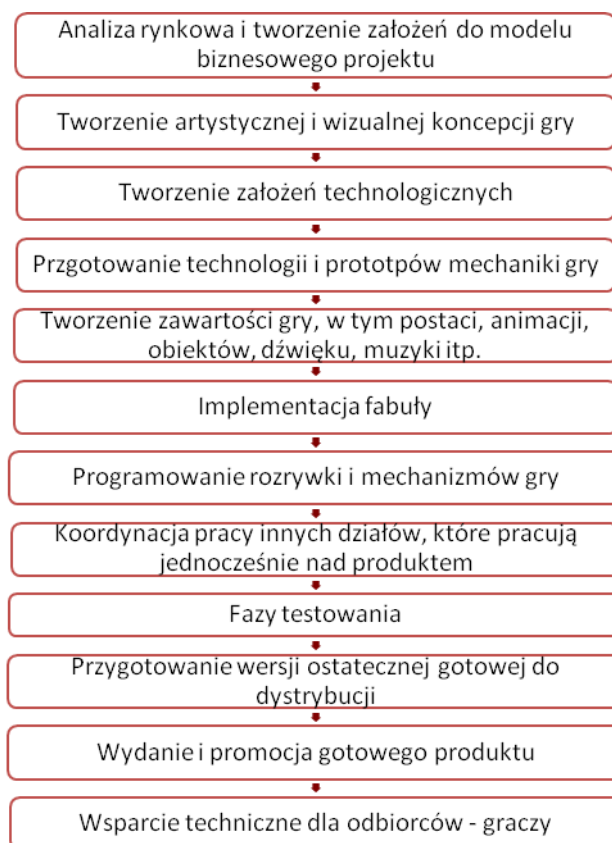 Analiza rynkowa i tworzenie założeń do modelu
biznesowego projektu
Tworzenie artystycznej i wizualnej koncepcji gry
Tworzenie założeń technologicznych
Przgotowanie technologii i prototpów mechaniki gry
Tworzenie zawartości gry, w tym postaci, animacji,
obiektów, dźwięku, muzyki itp.
Implementacja fabuły
Programowanie rozrywki i mechanizmów gry
Koordynacja pracy innych działów, które pracują
jednocześnie nad produktem
Fazy testowania
Przygotowanie wersji ostatecznej gotowej do
dystrybucji
Wydanie i promocja gotowego produktu
Wsparcie techniczne dla odbiorców - graczy